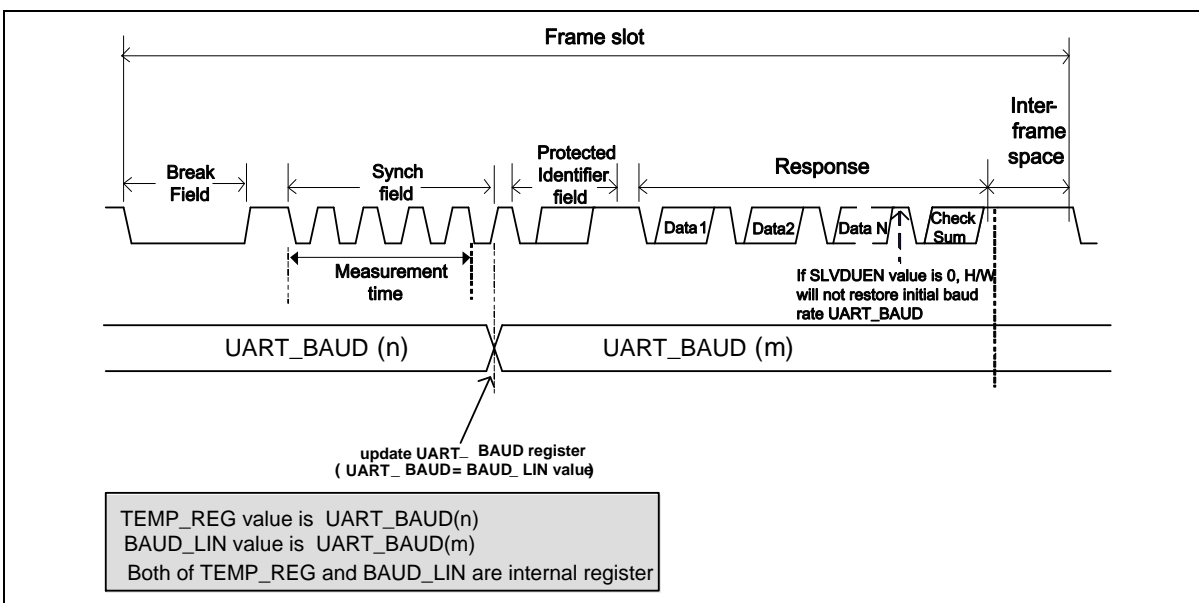 Frame slot
Inter-
frame
space
Break
Field
Synch
field
Protected
Identifier
field
Response
Data1
Data2
Data N
Check
Sum
Measurement
time
If SLVDUEN value is 0, H/W
will not restore initial baud
rate UART_BAUD
UART_BAUD (n)
UART_BAUD (m)
update UART_ BAUD register
( UART_ BAUD= BAUD_ LIN value)
TEMP_REG value is UART_BAUD(n)
BAUD_LIN value is UART_BAUD(m)
Both of TEMP_REG and BAUD_LIN are internal register